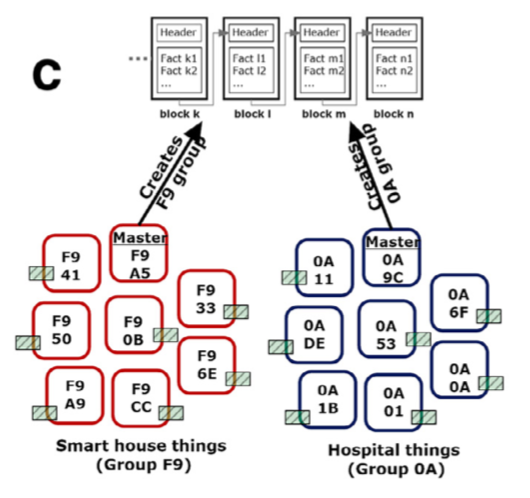 C
...
Header
Fact k1
Fact k2
...
block k
Header
Fact l1
Fact l2
...
block l
Header
Fact m1
Fact m2
...
block m
Header
Fact n1
Fact n2
...
block n
Creates
F9 group
Creates
0A group
Master
F9
A5
F9
41
F9
33
F9
50
F9
0B
F9
6E
F9
A9
F9
CC
Smart house things
(Group F9)
Master
0A
9C
0A
11
0A
6F
0A
DE
0A
53
0A
0A
0A
1B
0A
01
Hospital things
(Group 0A)